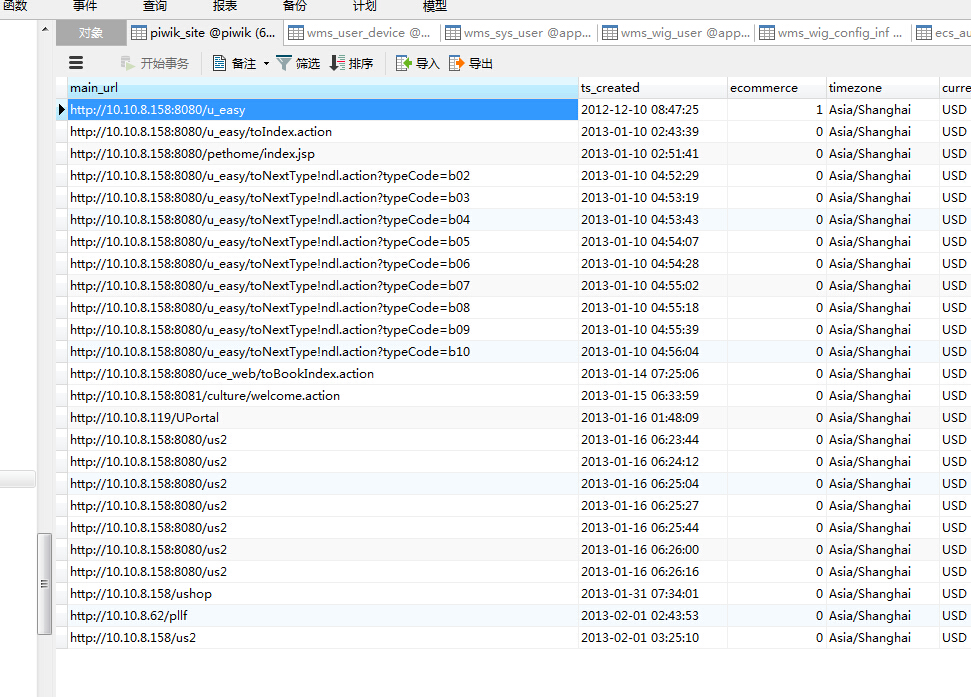 函数 事件 查询 报表 备份 计划 模型
对象 piwik_site @piwik (6... wms_user_device @... wms_sys_user @app... wms_wig_user @app... wms_wig_config_inf ... ecs_au
开始事务 备注 筛选 排序 导入 导出
main_url ts_created ecommerce timezone curre
http://10.10.8.158:8080/u_easy 2012-12-10 08:47:25 1 Asia/Shanghai USD
http://10.10.8.158:8080/u_easy/toIndex.action 2013-01-10 02:43:39 0 Asia/Shanghai USD
http://10.10.8.158:8080/pethome/index.jsp 2013-01-10 02:51:41 0 Asia/Shanghai USD
http://10.10.8.158:8080/u_easy/toNextType!ndl.action?typeCode=b02 2013-01-10 04:52:29 0 Asia/Shanghai USD
http://10.10.8.158:8080/u_easy/toNextType!ndl.action?typeCode=b03 2013-01-10 04:53:19 0 Asia/Shanghai USD
http://10.10.8.158:8080/u_easy/toNextType!ndl.action?typeCode=b04 2013-01-10 04:53:43 0 Asia/Shanghai USD
http://10.10.8.158:8080/u_easy/toNextType!ndl.action?typeCode=b05 2013-01-10 04:54:07 0 Asia/Shanghai USD
http://10.10.8.158:8080/u_easy/toNextType!ndl.action?typeCode=b06 2013-01-10 04:54:28 0 Asia/Shanghai USD
http://10.10.8.158:8080/u_easy/toNextType!ndl.action?typeCode=b07 2013-01-10 04:55:02 0 Asia/Shanghai USD
http://10.10.8.158:8080/u_easy/toNextType!ndl.action?typeCode=b08 2013-01-10 04:55:18 0 Asia/Shanghai USD
http://10.10.8.158:8080/u_easy/toNextType!ndl.action?typeCode=b09 2013-01-10 04:55:39 0 Asia/Shanghai USD
http://10.10.8.158:8080/u_easy/toNextType!ndl.action?typeCode=b10 2013-01-10 04:56:04 0 Asia/Shanghai USD
http://10.10.8.158:8080/uce_web/toBookIndex.action 2013-01-14 07:25:06 0 Asia/Shanghai USD
http://10.10.8.158:8081/culture/welcome.action 2013-01-15 06:33:59 0 Asia/Shanghai USD
http://10.10.8.119/UPortal 2013-01-16 01:48:09 0 Asia/Shanghai USD
http://10.10.8.158:8080/us2 2013-01-16 06:23:44 0 Asia/Shanghai USD
http://10.10.8.158:8080/us2 2013-01-16 06:24:12 0 Asia/Shanghai USD
http://10.10.8.158:8080/us2 2013-01-16 06:25:04 0 Asia/Shanghai USD
http://10.10.8.158:8080/us2 2013-01-16 06:25:27 0 Asia/Shanghai USD
http://10.10.8.158:8080/us2 2013-01-16 06:25:44 0 Asia/Shanghai USD
http://10.10.8.158:8080/us2 2013-01-16 06:26:00 0 Asia/Shanghai USD
http://10.10.8.158:8080/us2 2013-01-16 06:26:16 0 Asia/Shanghai USD
http://10.10.8.158/ushop 2013-01-31 07:34:01 0 Asia/Shanghai USD
http://10.10.8.62/pllf 2013-02-01 02:43:53 0 Asia/Shanghai USD
http://10.10.8.158/us2 2013-02-01 03:25:10 0 Asia/Shanghai USD